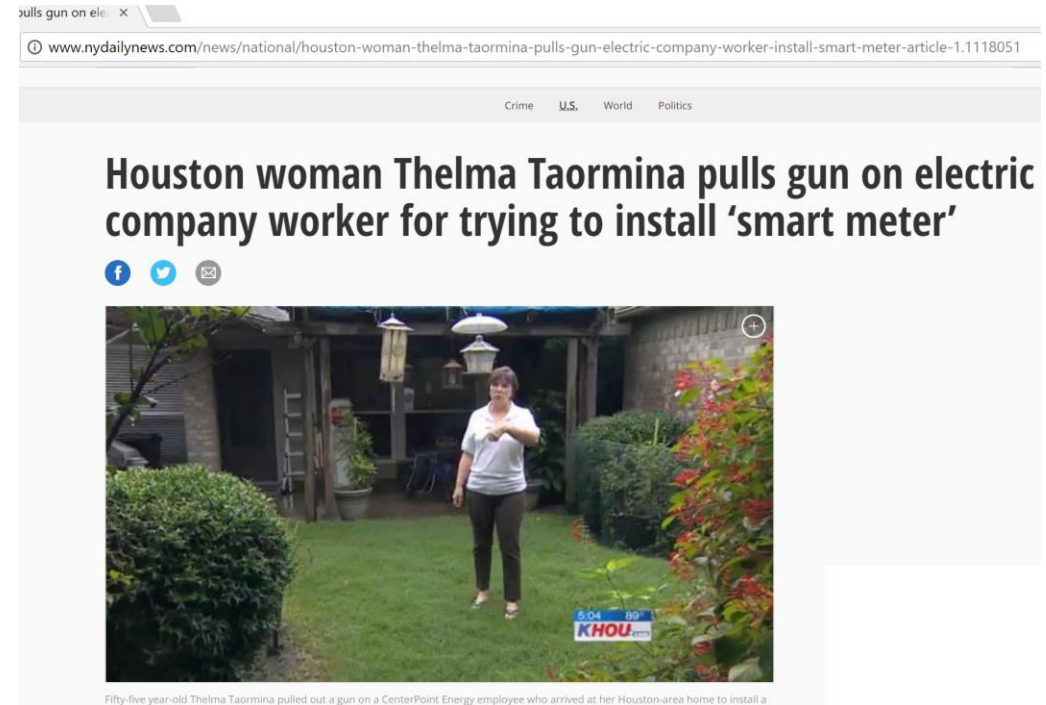 pulls gun on elec ×
www.nydailynews.com/news/national/houston-woman-thelma-taormina-pulls-gun-electric-company-worker-install-smart-meter-article-1.1118051
Crime U.S. World Politics
Houston woman Thelma Taormina pulls gun on electric
company worker for trying to install ‘smart meter’
5:04 89°
KHOU.com
Fifty-five year-old Thelma Taormina pulled out a gun on a CenterPoint Energy employee who arrived at her Houston-area home to install a